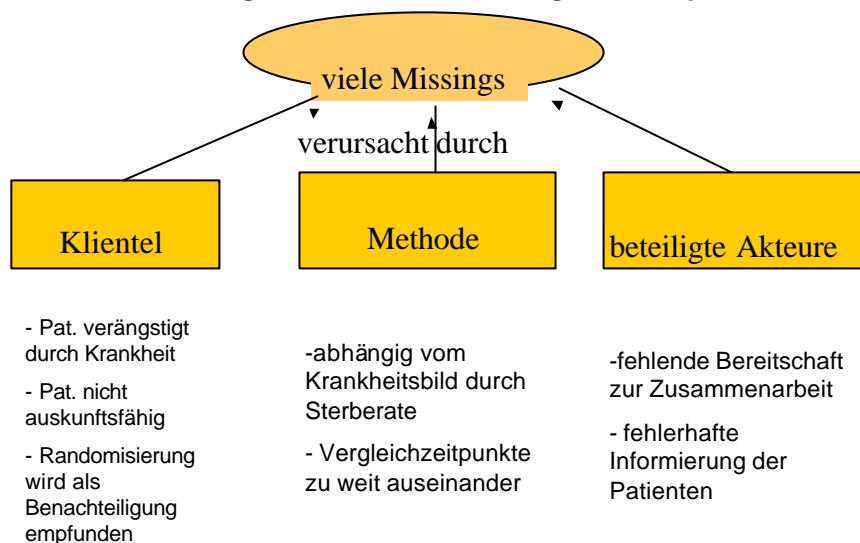 viele Missings
verursacht durch
Klientel
Methode
beteiligte Akteure
- Pat. verängstigt
durch Krankheit
- Pat. nicht
auskunftsfähig
- Randomisierung
wird als
Benachteiligung
empfunden
-abhängig vom
Krankheitsbild durch
Sterberate
- Vergleichzeitpunkte
zu weit auseinander
-fehlende Bereitschaft
zur Zusammenarbeit
- fehlerhafte
Informierung der
Patienten